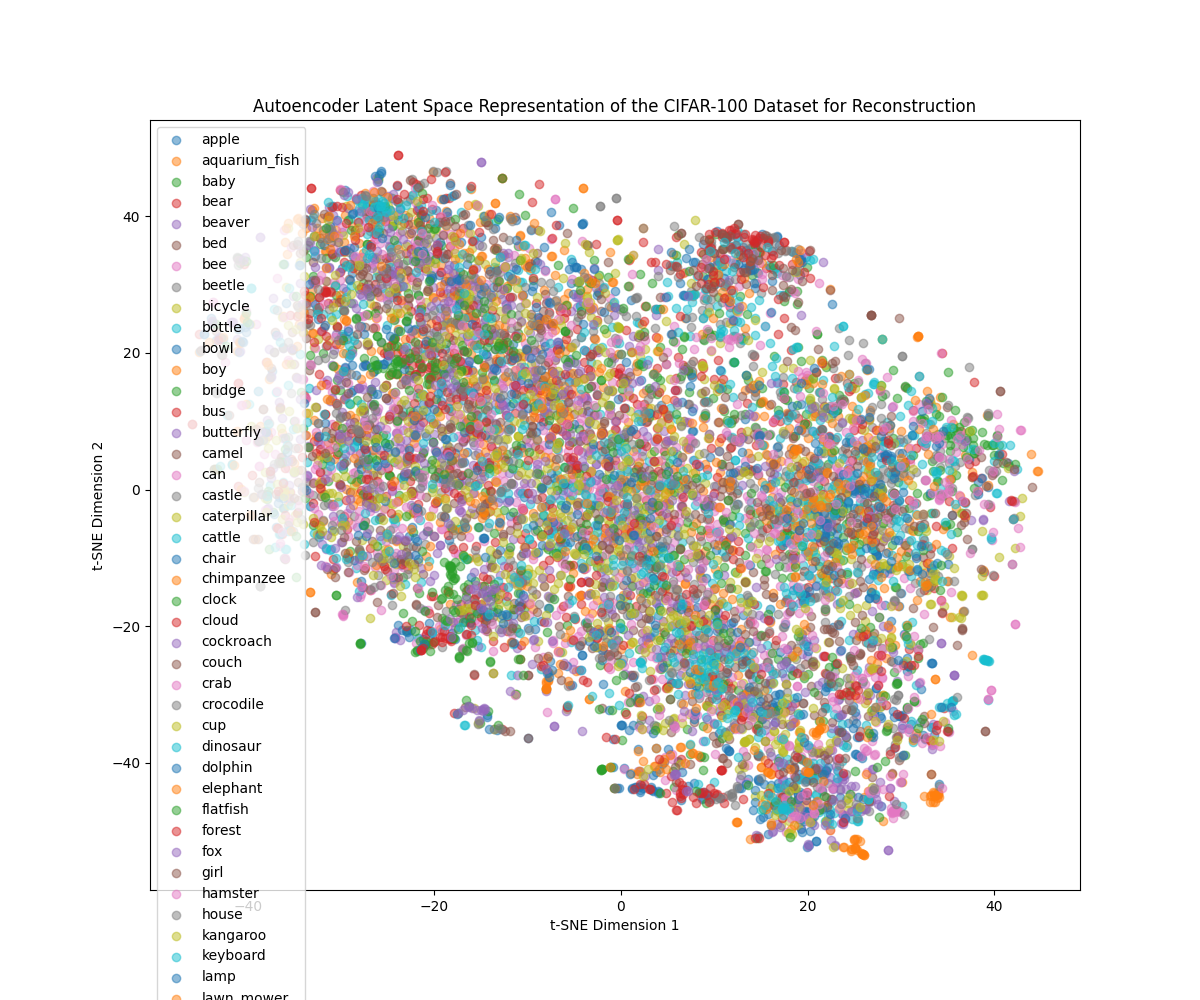 Autoencoder Latent Space Representation of the CIFAR-100 Dataset for Reconstruction
apple
aquarium_fish
baby
bear
beaver
bed
bee
beetle
bicycle
bottle
bowl
boy
bridge
bus
butterfly
camel
can
castle
caterpillar
cattle
chair
chimpanzee
clock
cloud
cockroach
couch
crab
crocodile
cup
dinosaur
dolphin
elephant
flatfish
forest
fox
girl
hamster
house
kangaroo
keyboard
lamp
lawn_mower
40
20
0
−20
−40
t-SNE Dimension 2
−40 −20 0 20 40
t-SNE Dimension 1